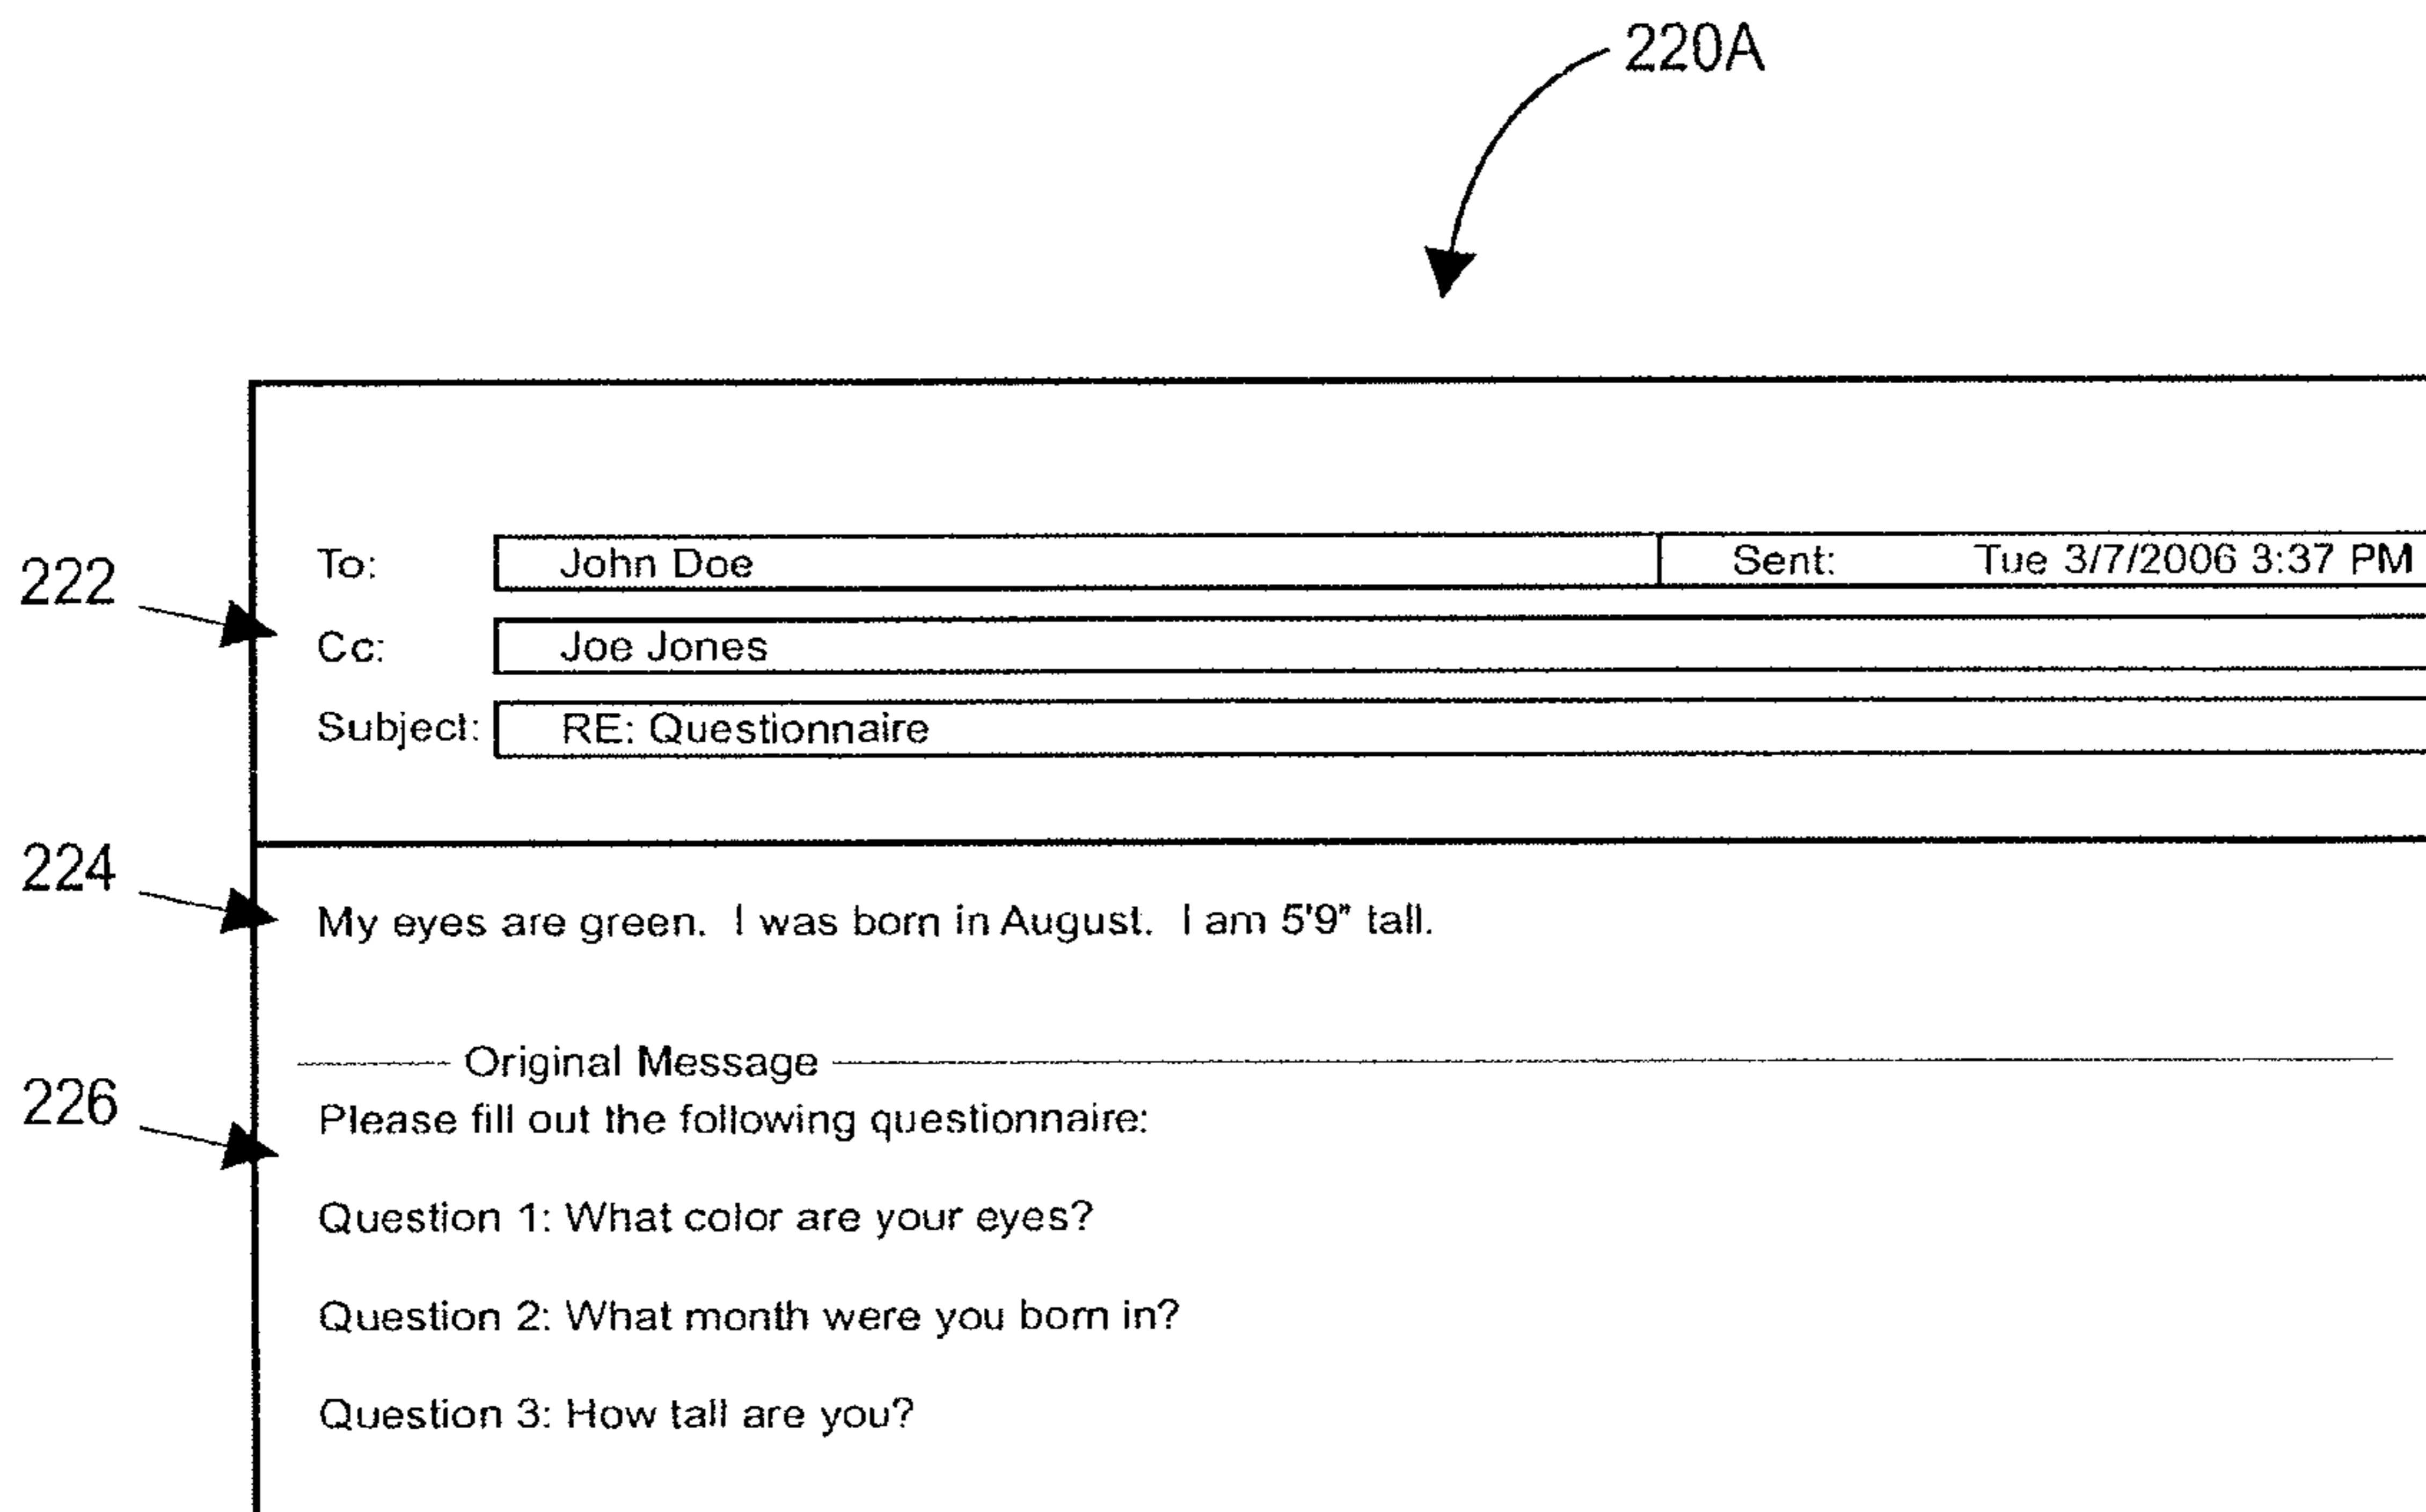 220A
To: John Doe Sent: Tue 3/7/2006 3:37 PM
222
Cc: Joe Jones
Subject: RE: Questionnaire
224
My eyes are green. I was born in August. I am 5'9" tall.
Original Message
226
Please fill out the following questionnaire:
Question 1: What color are your eyes?
Question 2: What month were you born in?
Question 3: How tall are you?